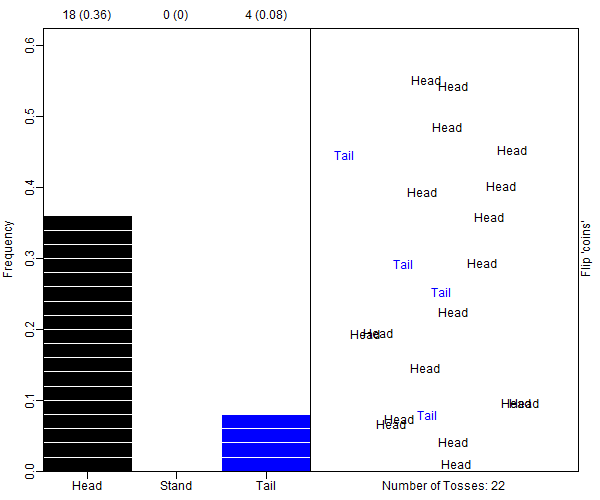 18 (0.36) 0 (0) 4 (0.08)
Frequency
0.6
0.5
0.4
0.3
0.2
0.1
0.0
Head Stand Tail
Head
Head
Head
Head
Tail
Head
Head
Head
Tail
Head
Tail
Head
Head
Head
Head
Head
Head
Head
Tail
Head
Head
Head
Number of Tosses: 22
Flip 'coins'